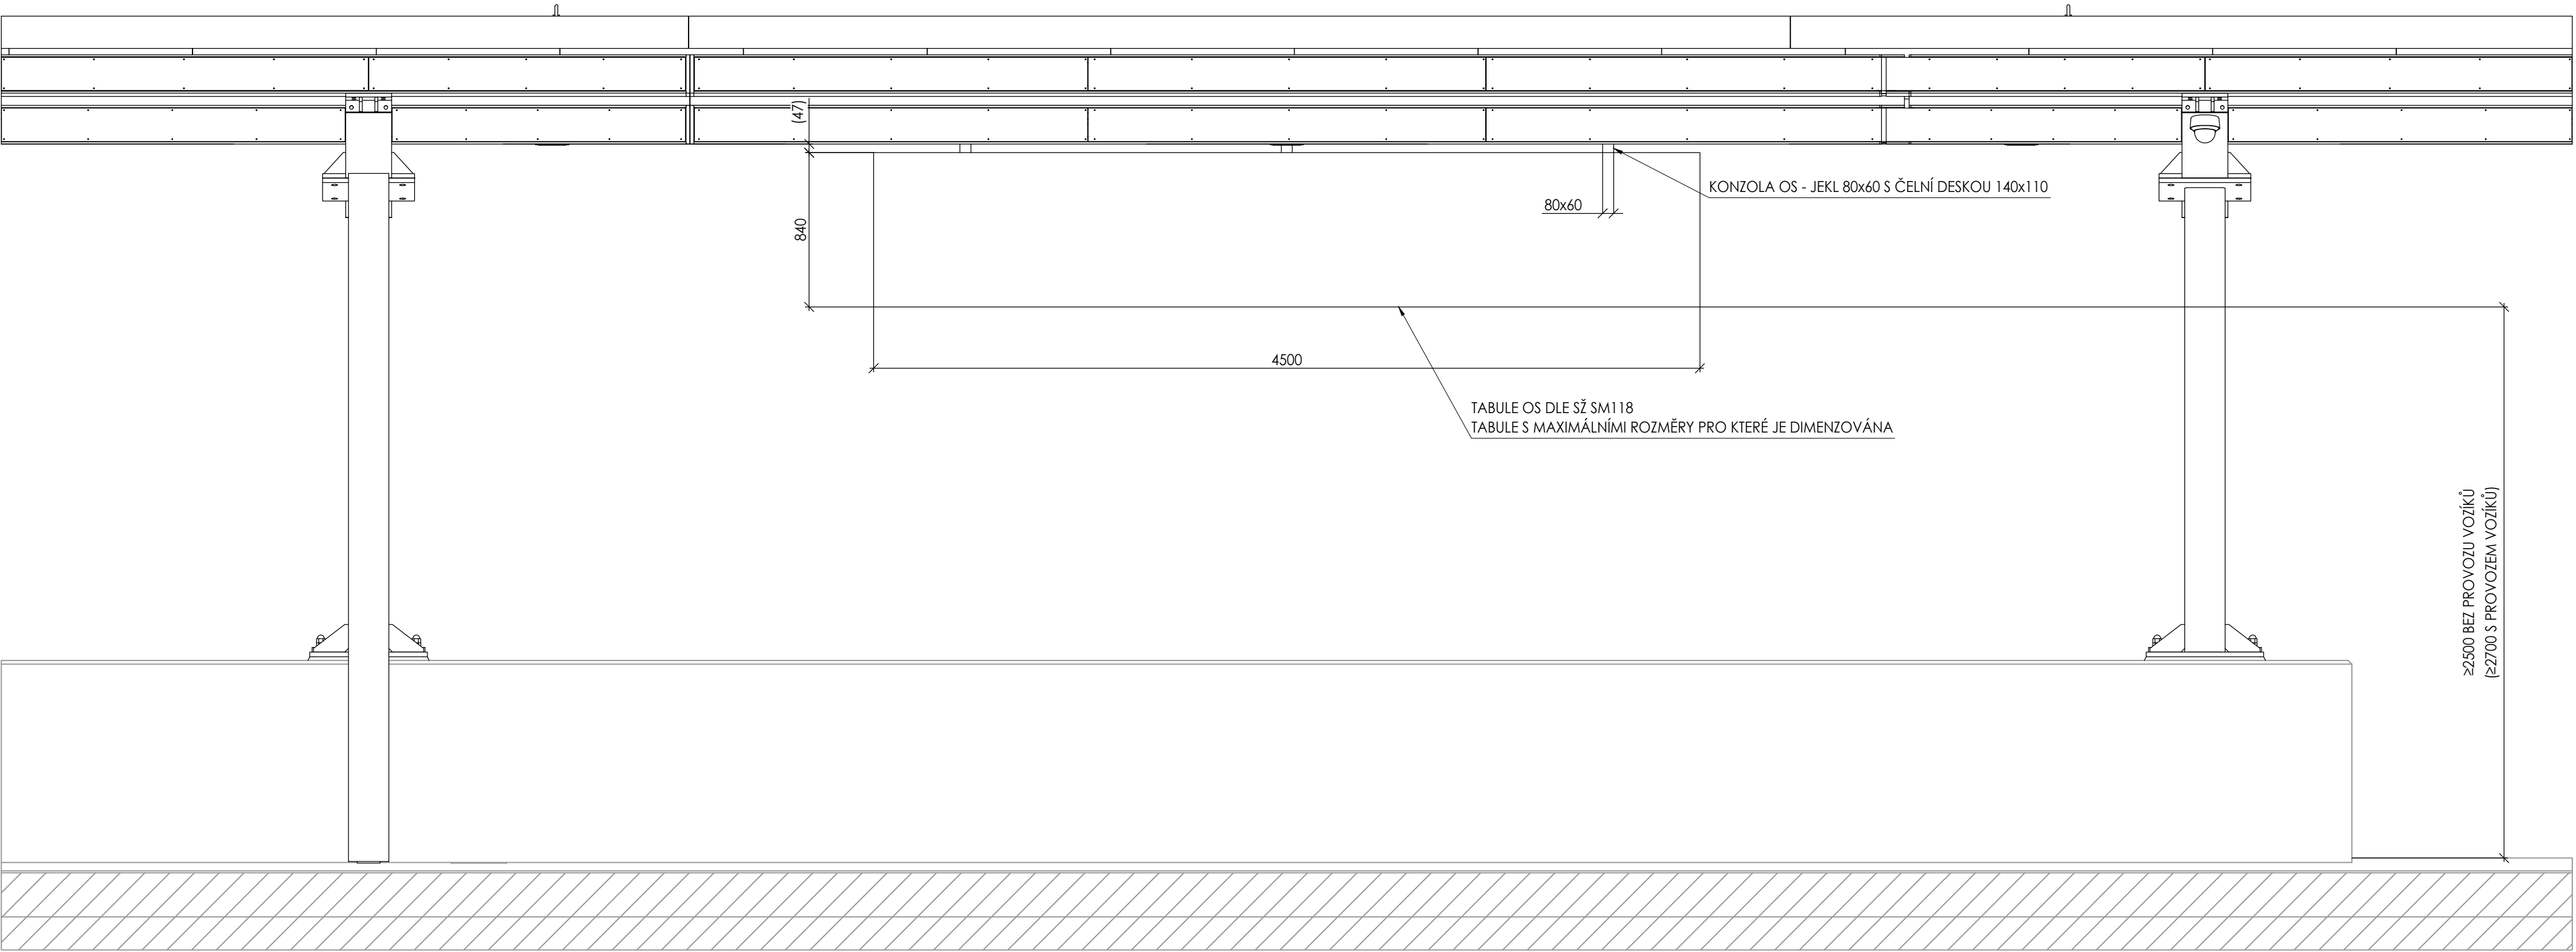 (47)
KONZOLA OS - JEKL 80x60 S ČELNÍ DESKOU 140x110
80x60
840
4500
TABULE OS DLE SŽ SM118
TABULE S MAXIMÁLNÍMI ROZMĚRY PRO KTERÉ JE DIMENZOVÁNA
≥2500 BEZ PROVOZU VOZÍKŮ
(≥2700 S PROVOZEM VOZÍKŮ)